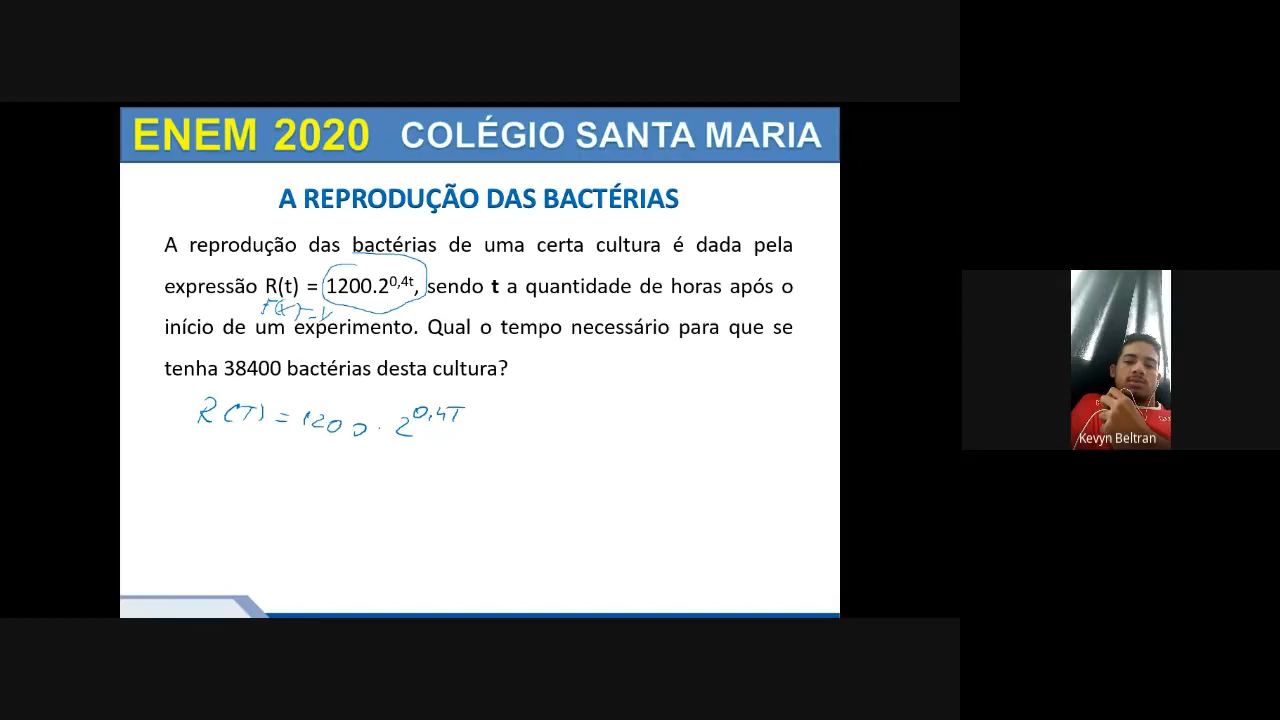 ENEM 2020 COLÉGIO SANTA MARIA
A REPRODUÇÃO DAS BACTÉRIAS
A reprodução das bactérias de uma certa cultura é dada pela
expressão R(t) = 1200.2^0,4t, sendo t a quantidade de horas após o
F(x) = y
início de um experimento. Qual o tempo necessário para que se
tenha 38400 bactérias desta cultura?
R(T) = 1200 . 2^0,4T
Kevyn Beltran